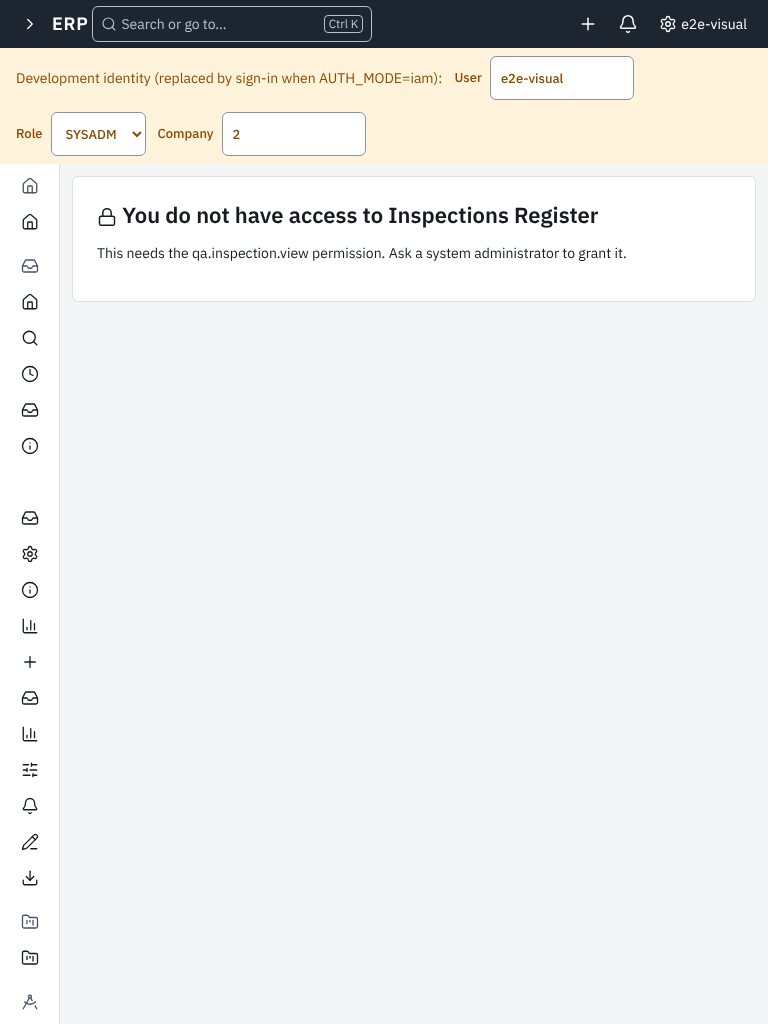 ERP Search or go to... Ctrl K e2e-visual
Development identity (replaced by sign-in when AUTH_MODE=iam): User e2e-visual
Role SYSADM Company 2
You do not have access to Inspections Register
This needs the qa.inspection.view permission. Ask a system administrator to grant it.